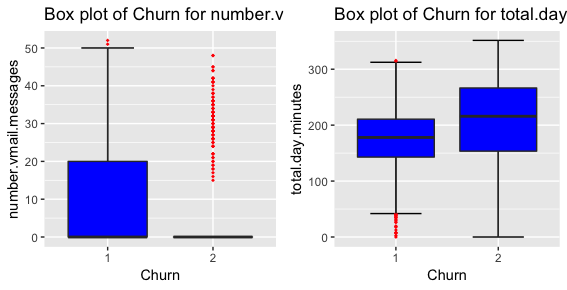 Box plot of Churn for number.v
number.vmail.messages
50
40
30
20
10
0
1
2
Churn
Box plot of Churn for total.day
total.day.minutes
300
200
100
0
1
2
Churn